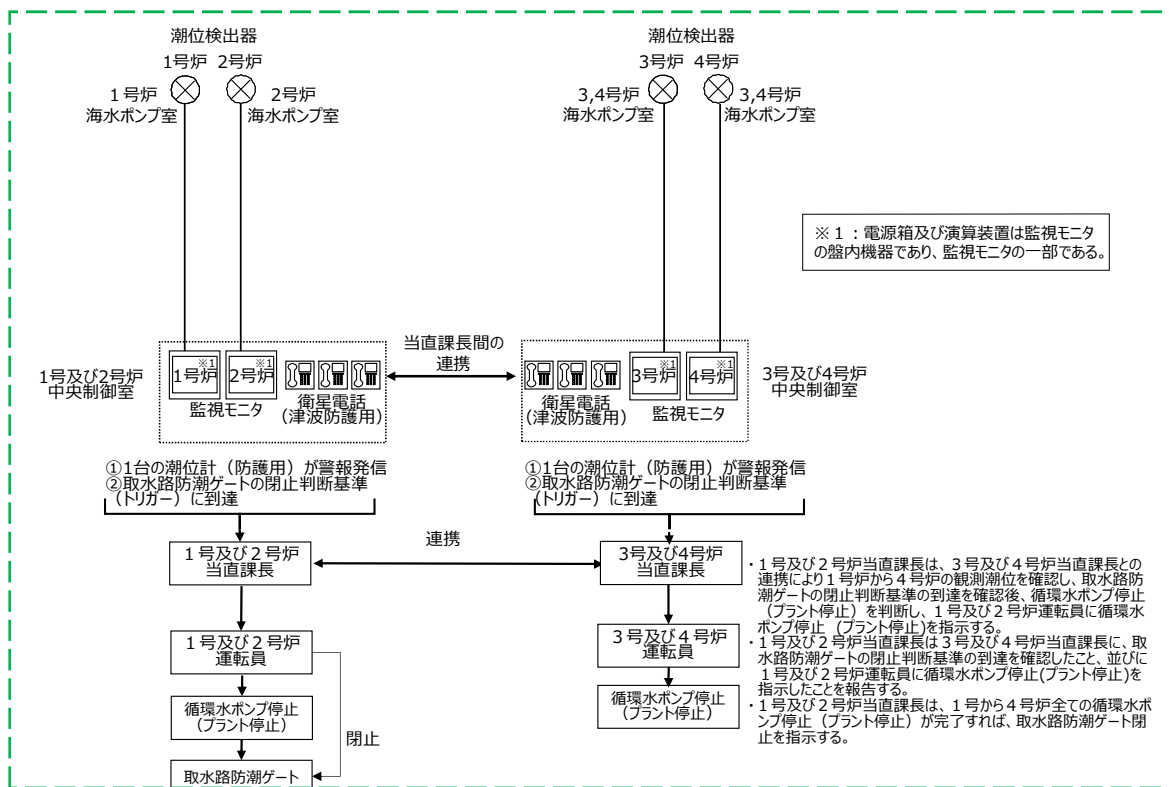 潮位検出器
1号炉 2号炉
1号炉
海水ポンプ室
2号炉
海水ポンプ室
潮位検出器
3号炉 4号炉
3,4号炉
海水ポンプ室
3,4号炉
海水ポンプ室
※1:電源箱及び演算装置は監視モニタ
の盤内機器であり、監視モニタの一部である。
1号及び2号炉
中央制御室
※1
1号炉
※1
2号炉
監視モニタ
衛星電話
(津波防護用)
当直課長間の
連携
衛星電話
(津波防護用)
※1
3号炉
※1
4号炉
監視モニタ
3号及び4号炉
中央制御室
①1台の潮位計(防護用)が警報発信
②取水路防潮ゲートの閉止判断基準
(トリガー)に到達
①1台の潮位計(防護用)が警報発信
②取水路防潮ゲートの閉止判断基準
(トリガー)に到達
1号及び2号炉
当直課長
連携
3号及び4号炉
当直課長
1号及び2号炉
運転員
3号及び4号炉
運転員
循環水ポンプ停止
(プラント停止)
循環水ポンプ停止
(プラント停止)
閉止
取水路防潮ゲート
・1号及び2号炉当直課長は、3号及び4号炉当直課長との
連携により1号炉から4号炉の観測潮位を確認し、取水路防
潮ゲートの閉止判断基準の到達を確認後、循環水ポンプ停止
(プラント停止)を判断し、1号及び2号炉運転員に循環水
ポンプ停止(プラント停止)を指示する。
・1号及び2号炉当直課長は3号及び4号炉当直課長に、取
水路防潮ゲートの閉止判断基準の到達を確認したこと、並びに
1号及び2号炉運転員に循環水ポンプ停止(プラント停止)を
指示したことを報告する。
・1号及び2号炉当直課長は、1号から4号炉全ての循環水ポ
ンプ停止(プラント停止)が完了すれば、取水路防潮ゲート閉
止を指示する。